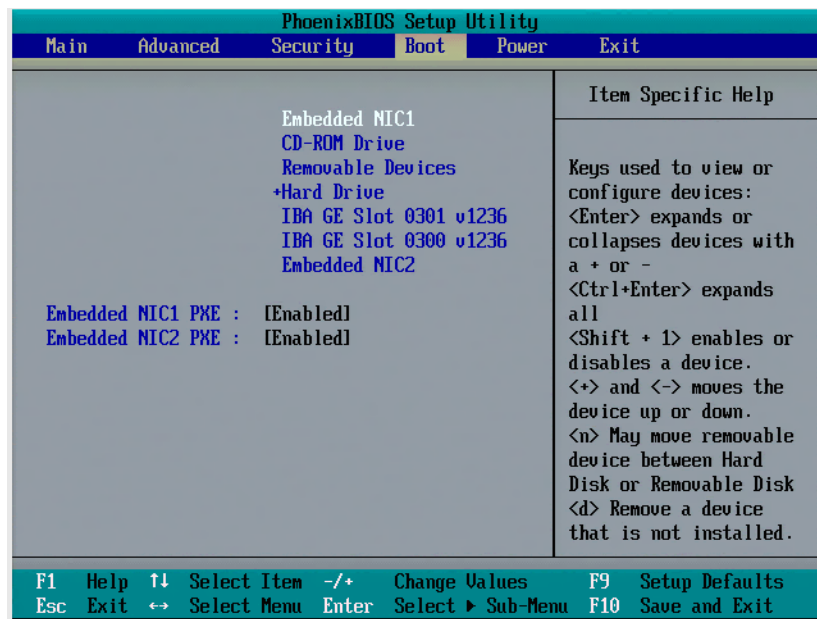 PhoenixBIOS Setup Utility
Main Advanced Security Boot Power Exit
Item Specific Help
Embedded NIC1
CD-ROM Drive
Removable Devices
+Hard Drive
IBA GE Slot 0301 v1236
IBA GE Slot 0300 v1236
Embedded NIC2
Embedded NIC1 PXE : [Enabled]
Embedded NIC2 PXE : [Enabled]
Keys used to view or
configure devices:
<Enter> expands or
collapses devices with
a + or -
<Ctrl+Enter> expands
all
<Shift + 1> enables or
disables a device.
<+> and <-> moves the
device up or down.
<n> May move removable
device between Hard
Disk or Removable Disk
<d> Remove a device
that is not installed.
F1 Help ↑↓ Select Item -/+ Change Values F9 Setup Defaults
Esc Exit ↔ Select Menu Enter Select ▶ Sub-Menu F10 Save and Exit